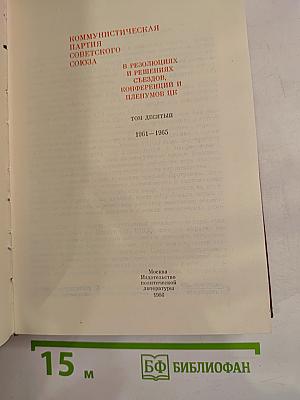 КОММУНИСТИЧЕСКАЯ
ПАРТИЯ
СОВЕТСКОГО
СОЮЗА
В РЕЗОЛЮЦИЯХ
И РЕШЕНИЯХ
СЪЕЗДОВ,
КОНФЕРЕНЦИЙ И
ПЛЕНУМОВ ЦК
ТОМ ДЕСЯТЫЙ
1961—1965
Москва
Издательство
политической
литературы
1986
15 м
БФ БИБЛИОФАН